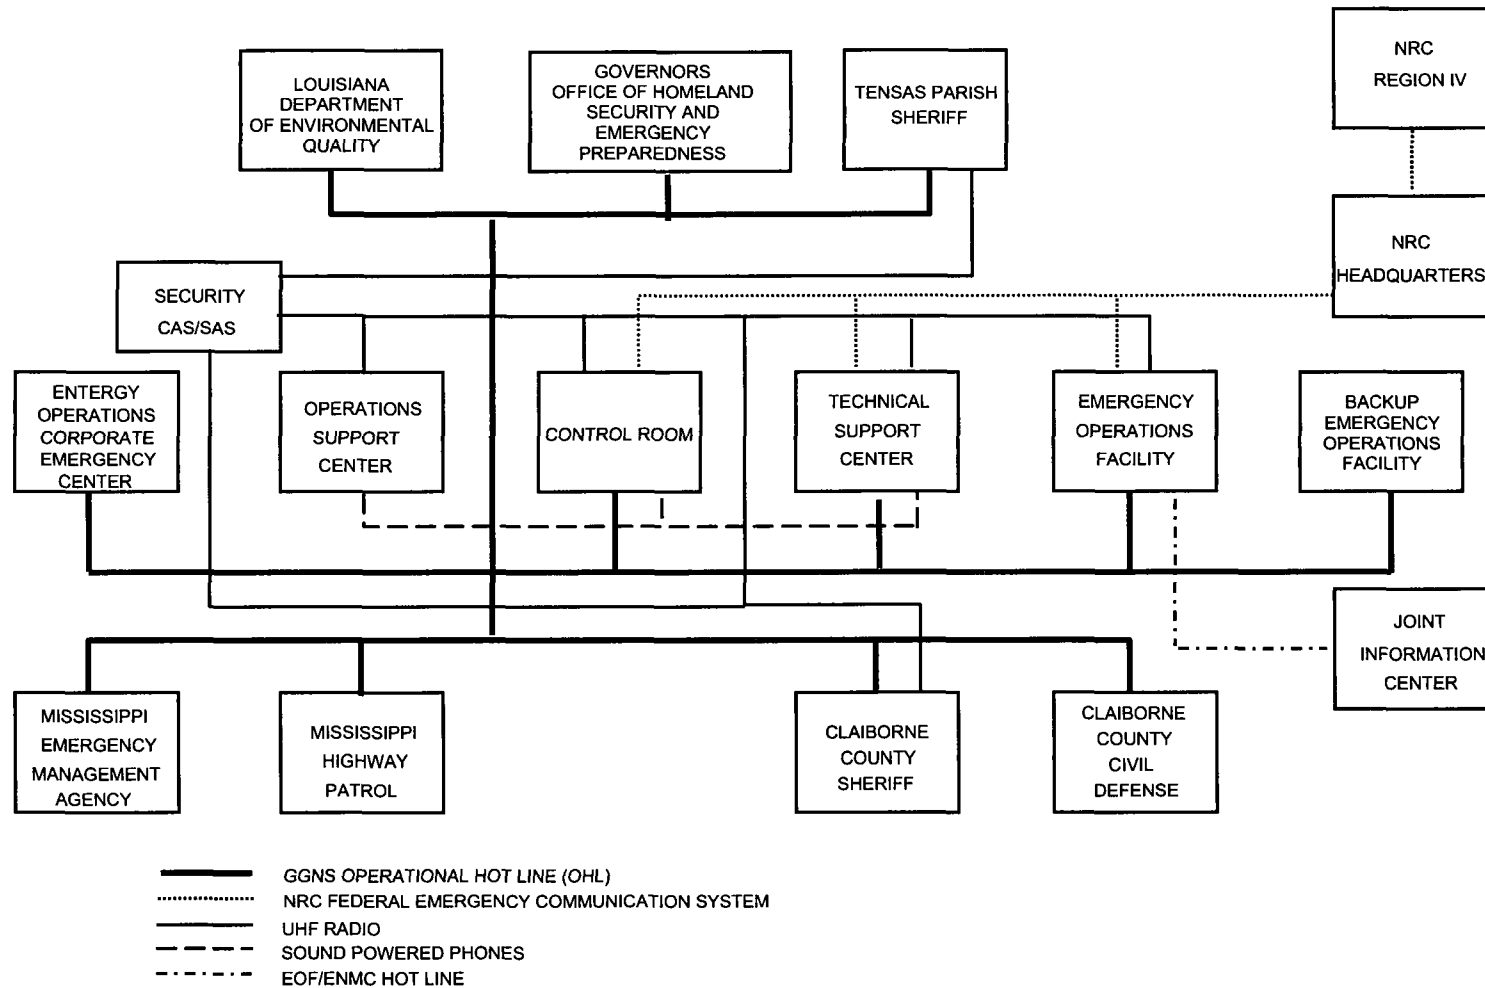 LOUISIANA
DEPARTMENT
OF ENVIRONMENTAL
QUALITY
GOVERNORS
OFFICE OF HOMELAND
SECURITY AND
EMERGENCY
PREPAREDNESS
TENSAS PARISH
SHERIFF
NRC
REGION IV
NRC
HEADQUARTERS
SECURITY
CAS/SAS
ENTERGY
OPERATIONS
CORPORATE
EMERGENCY
CENTER
OPERATIONS
SUPPORT
CENTER
CONTROL ROOM
TECHNICAL
SUPPORT
CENTER
EMERGENCY
OPERATIONS
FACILITY
BACKUP
EMERGENCY
OPERATIONS
FACILITY
JOINT
INFORMATION
CENTER
MISSISSIPPI
EMERGENCY
MANAGEMENT
AGENCY
MISSISSIPPI
HIGHWAY
PATROL
CLAIBORNE
COUNTY
SHERIFF
CLAIBORNE
COUNTY
CIVIL
DEFENSE
GGNS OPERATIONAL HOT LINE (OHL)
NRC FEDERAL EMERGENCY COMMUNICATION SYSTEM
UHF RADIO
SOUND POWERED PHONES
EOF/ENMC HOT LINE